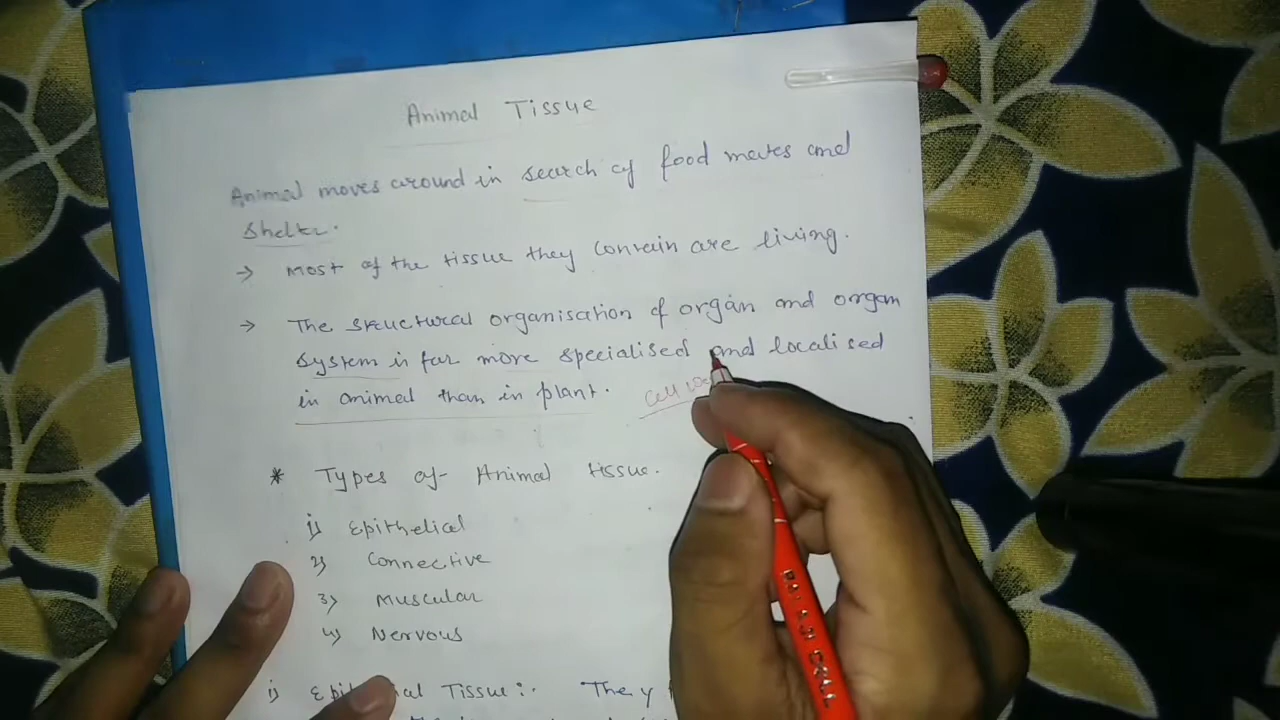 Animal Tissue
Animal moves around in search of food mates and
Shelter.
→ Most of the tissue they contain are living.
→ The structural organisation of organ and organ
system is far more specialised and localised
in animal than in plant.
cell
* Types of Animal tissue.
1) Epithelial
2) Connective
3) Muscular
4) Nervous
1) Tissue:- They